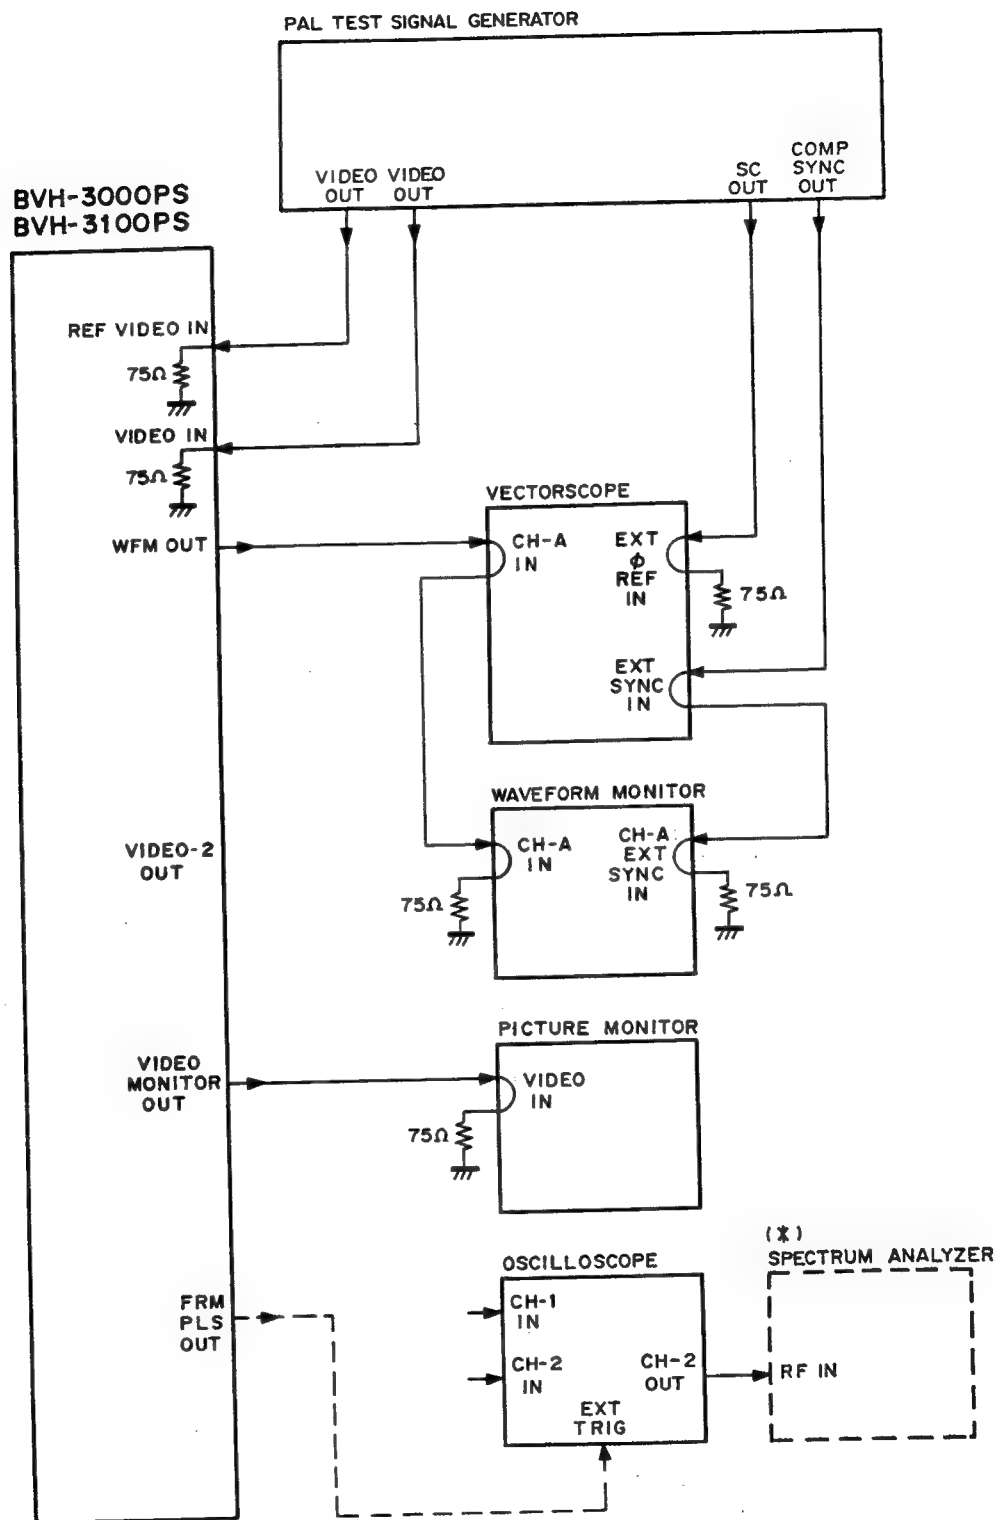 PAL TEST SIGNAL GENERATOR
VIDEO
OUT
VIDEO
OUT
SC
OUT
COMP
SYNC
OUT
BVH-3000PS
BVH-3100PS
REF VIDEO IN
75Ω
VIDEO IN
75Ω
WFM OUT
VECTORSCOPE
CH-A
IN
EXT
Φ
REF
IN
75Ω
EXT
SYNC
IN
WAVEFORM MONITOR
CH-A
IN
CH-A
EXT
SYNC
IN
75Ω
75Ω
VIDEO-2
OUT
PICTURE MONITOR
VIDEO
MONITOR
OUT
VIDEO
IN
75Ω
(*)
SPECTRUM ANALYZER
OSCILLOSCOPE
FRM
PLS
OUT
CH-1
IN
CH-2
IN
CH-2
OUT
EXT
TRIG
RF IN